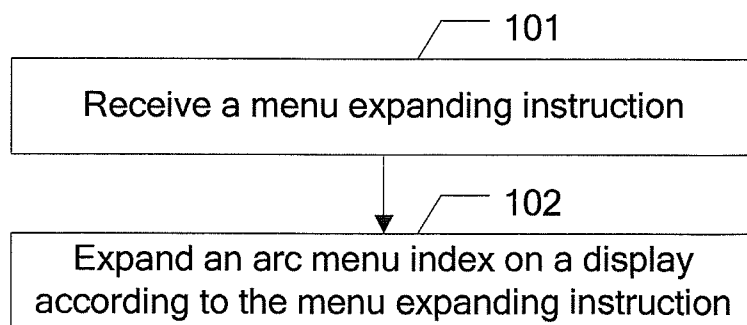 101
Receive a menu expanding instruction
102
Expand an arc menu index on a display
according to the menu expanding instruction